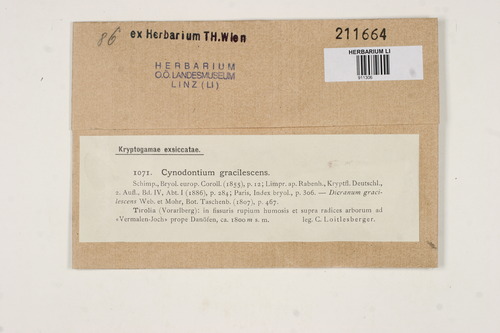 86 ex Herbarium TH.Wien
211664
HERBARIUM LI
911306
HERBARIUM
O.Ö. LANDESMUSEUM
LINZ (LI)
Kryptogamae exsiccatae.
1071. Cynodontium gracilescens.
Schimp., Bryol. europ. Coroll. (1853), p. 12; Limpr. ap. Rabenh., Kryptfl. Deutschl.,
2. Aufl., Bd. IV, Abt. I (1886), p. 284; Paris, Index bryol., p. 306. — Dicranum graci-
lescens Web. et Mohr, Bot. Taschenb. (1807), p. 467.
Tirolia (Vorarlberg): in fissuris rupium humosis et supra radices arborum ad
»Vermalen-Joch« prope Danöfen, ca. 1800 m s. m. leg. C. Loitlesberger.